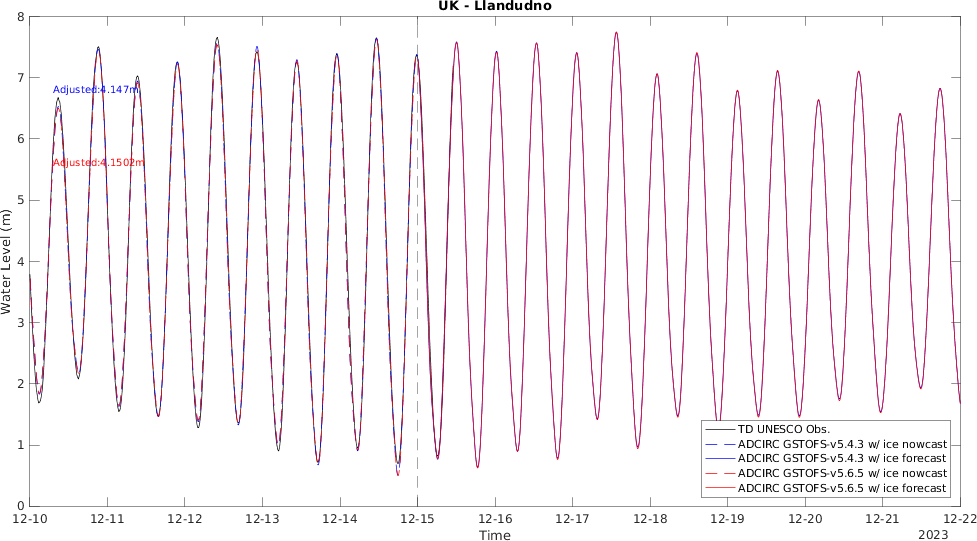 UK - Llandudno
8
7
6
5
4
3
2
1
0
Water Level (m)
Adjusted:4.147m
Adjusted:4.1502m
TD UNESCO Obs.
ADCIRC GSTOFS-v5.4.3 w/ ice nowcast
ADCIRC GSTOFS-v5.4.3 w/ ice forecast
ADCIRC GSTOFS-v5.6.5 w/ ice nowcast
ADCIRC GSTOFS-v5.6.5 w/ ice forecast
12-10 12-11 12-12 12-13 12-14 12-15 12-16 12-17 12-18 12-19 12-20 12-21 12-22
Time
2023